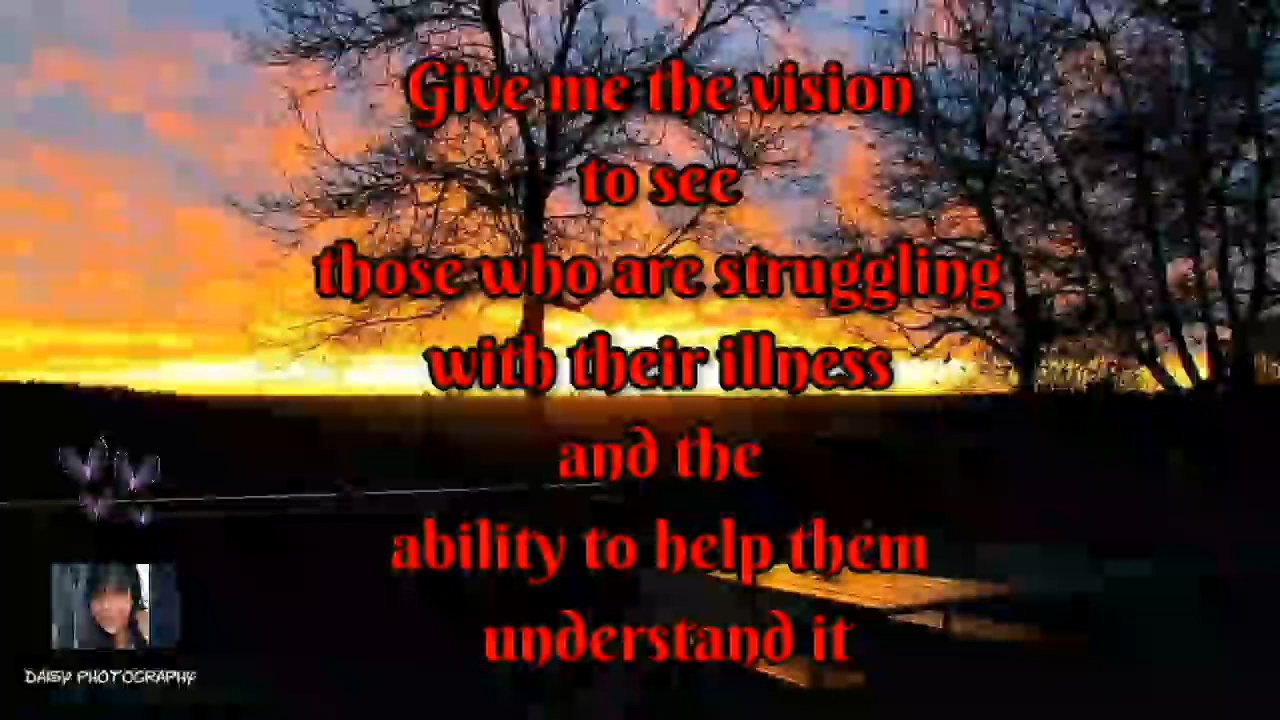 Give me the vision
to see
those who are struggling
with their illness
and the
ability to help them
understand it
DAISY PHOTOGRAPHY